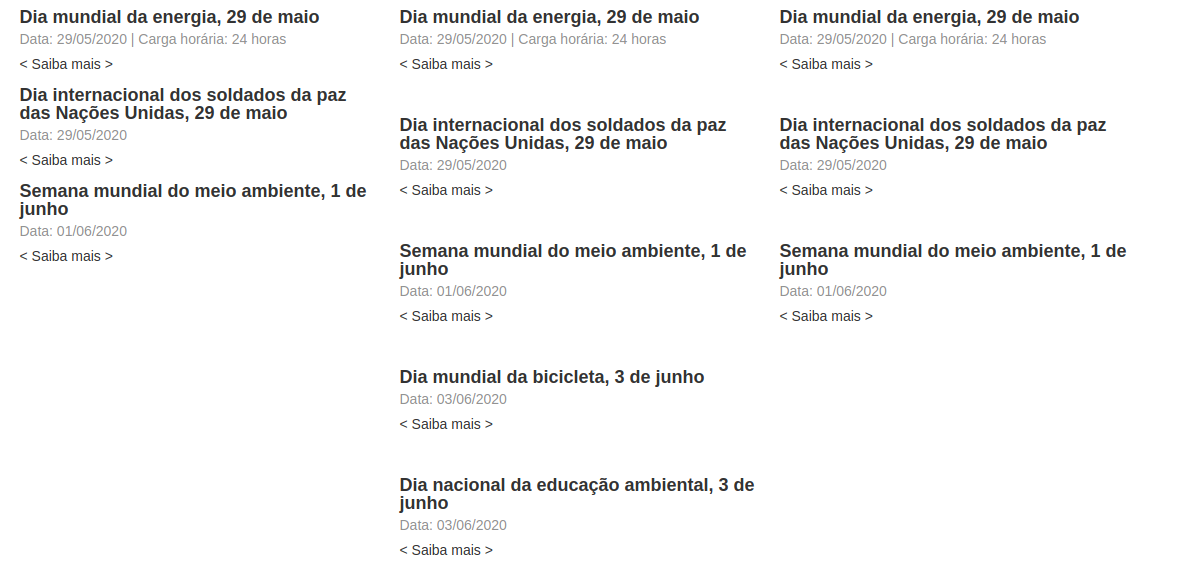 Dia mundial da energia, 29 de maio
Data: 29/05/2020 | Carga horária: 24 horas
< Saiba mais >
Dia internacional dos soldados da paz
das Nações Unidas, 29 de maio
Data: 29/05/2020
< Saiba mais >
Semana mundial do meio ambiente, 1 de
junho
Data: 01/06/2020
< Saiba mais >
Dia mundial da energia, 29 de maio
Data: 29/05/2020 | Carga horária: 24 horas
< Saiba mais >
Dia internacional dos soldados da paz
das Nações Unidas, 29 de maio
Data: 29/05/2020
< Saiba mais >
Semana mundial do meio ambiente, 1 de
junho
Data: 01/06/2020
< Saiba mais >
Dia mundial da bicicleta, 3 de junho
Data: 03/06/2020
< Saiba mais >
Dia nacional da educação ambiental, 3 de
junho
Data: 03/06/2020
< Saiba mais >
Dia mundial da energia, 29 de maio
Data: 29/05/2020 | Carga horária: 24 horas
< Saiba mais >
Dia internacional dos soldados da paz
das Nações Unidas, 29 de maio
Data: 29/05/2020
< Saiba mais >
Semana mundial do meio ambiente, 1 de
junho
Data: 01/06/2020
< Saiba mais >